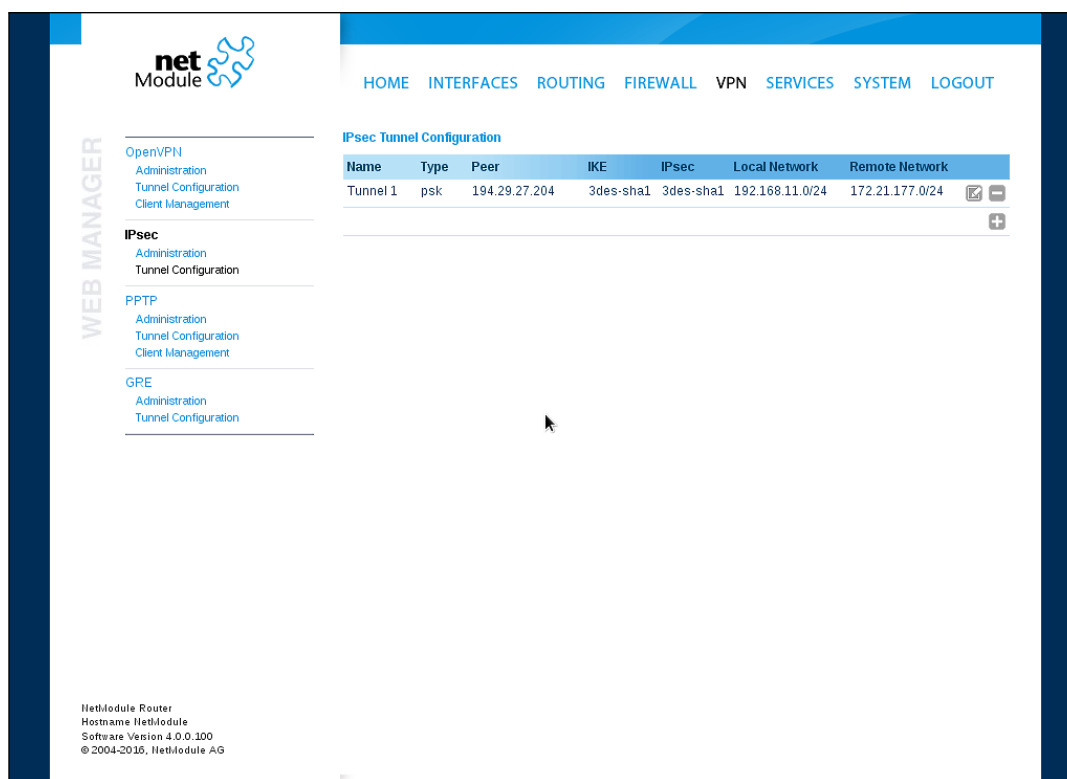 net
Module
HOME INTERFACES ROUTING FIREWALL VPN SERVICES SYSTEM LOGOUT
WEB MANAGER
OpenVPN
Administration
Tunnel Configuration
Client Management
IPsec
Administration
Tunnel Configuration
PPTP
Administration
Tunnel Configuration
Client Management
GRE
Administration
Tunnel Configuration
IPsec Tunnel Configuration
Name Type Peer IKE IPsec Local Network Remote Network
Tunnel 1 psk 194.29.27.204 3des-sha1 3des-sha1 192.168.11.0/24 172.21.177.0/24
NetModule Router
Hostname NetModule
Software Version 4.0.0.100
© 2004-2016, NetModule AG